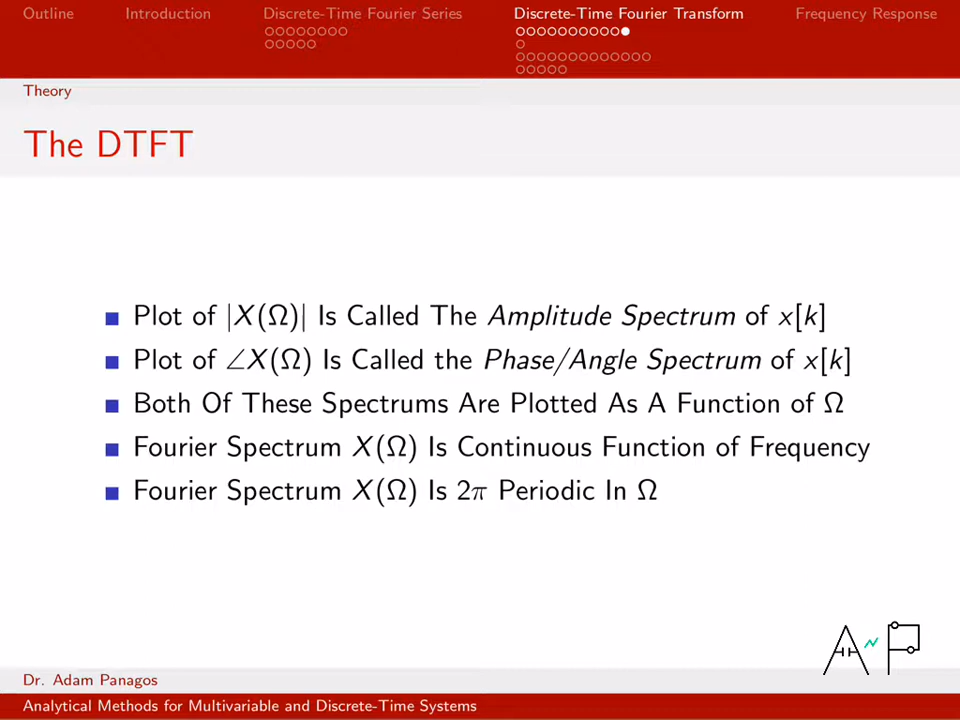 Outline Introduction Discrete-Time Fourier Series Discrete-Time Fourier Transform Frequency Response
Theory
The DTFT
Plot of |X(Ω)| Is Called The Amplitude Spectrum of x[k]
Plot of ∠X(Ω) Is Called the Phase/Angle Spectrum of x[k]
Both Of These Spectrums Are Plotted As A Function of Ω
Fourier Spectrum X(Ω) Is Continuous Function of Frequency
Fourier Spectrum X(Ω) Is 2π Periodic In Ω
AP
Dr. Adam Panagos
Analytical Methods for Multivariable and Discrete-Time Systems